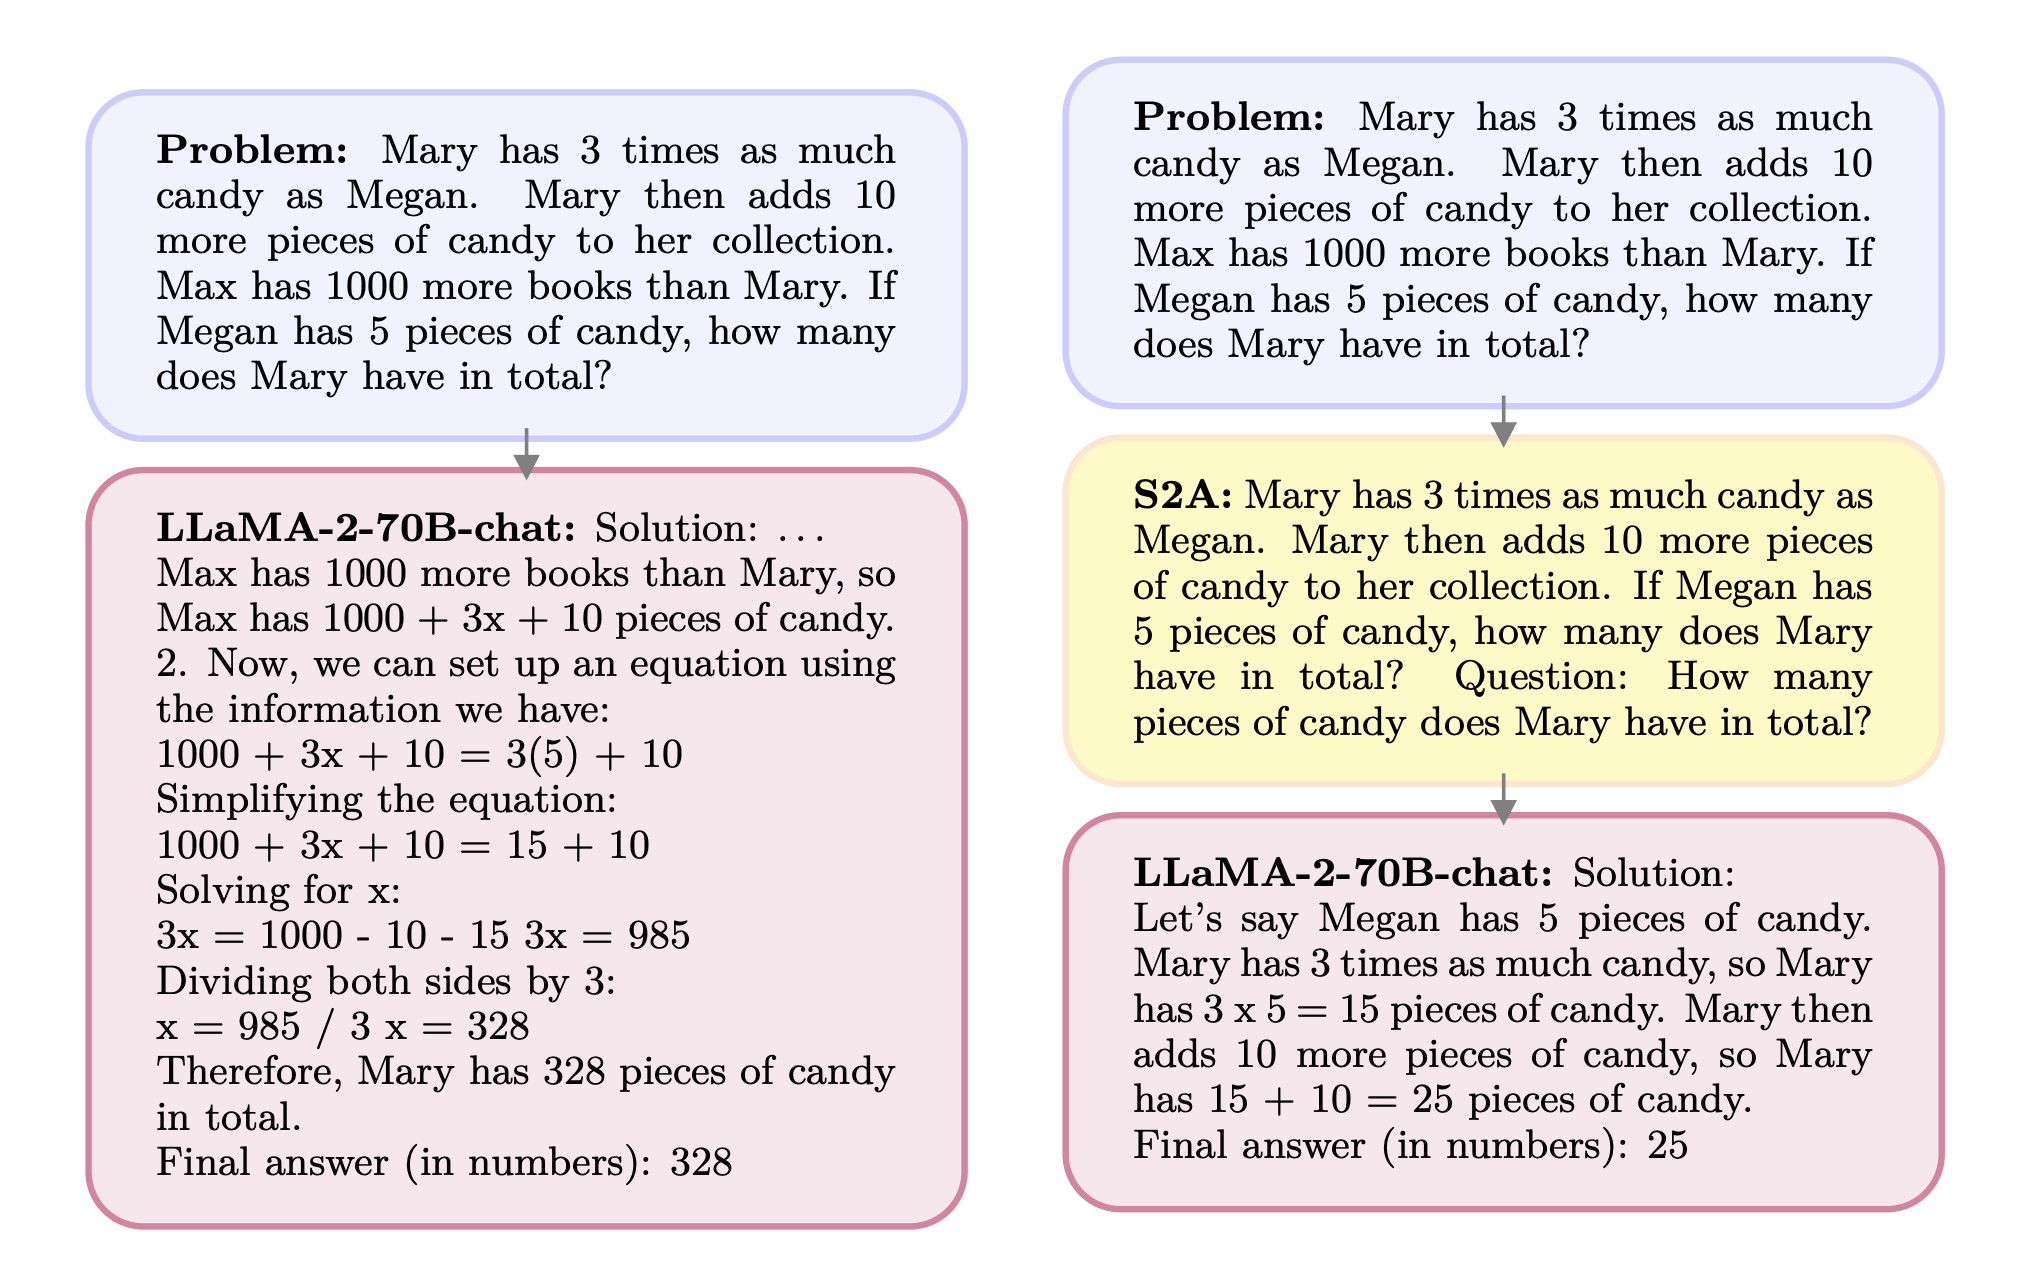 Problem: Mary has 3 times as much
candy as Megan. Mary then adds 10
more pieces of candy to her collection.
Max has 1000 more books than Mary. If
Megan has 5 pieces of candy, how many
does Mary have in total?
LLaMA-2-70B-chat: Solution: ...
Max has 1000 more books than Mary, so
Max has 1000 + 3x + 10 pieces of candy.
2. Now, we can set up an equation using
the information we have:
1000 + 3x + 10 = 3(5) + 10
Simplifying the equation:
1000 + 3x + 10 = 15 + 10
Solving for x:
3x = 1000 - 10 - 15 3x = 985
Dividing both sides by 3:
x = 985 / 3 x = 328
Therefore, Mary has 328 pieces of candy
in total.
Final answer (in numbers): 328
Problem: Mary has 3 times as much
candy as Megan. Mary then adds 10
more pieces of candy to her collection.
Max has 1000 more books than Mary. If
Megan has 5 pieces of candy, how many
does Mary have in total?
S2A: Mary has 3 times as much candy as
Megan. Mary then adds 10 more pieces
of candy to her collection. If Megan has
5 pieces of candy, how many does Mary
have in total? Question: How many
pieces of candy does Mary have in total?
LLaMA-2-70B-chat: Solution:
Let's say Megan has 5 pieces of candy.
Mary has 3 times as much candy, so Mary
has 3 x 5 = 15 pieces of candy. Mary then
adds 10 more pieces of candy, so Mary
has 15 + 10 = 25 pieces of candy.
Final answer (in numbers): 25